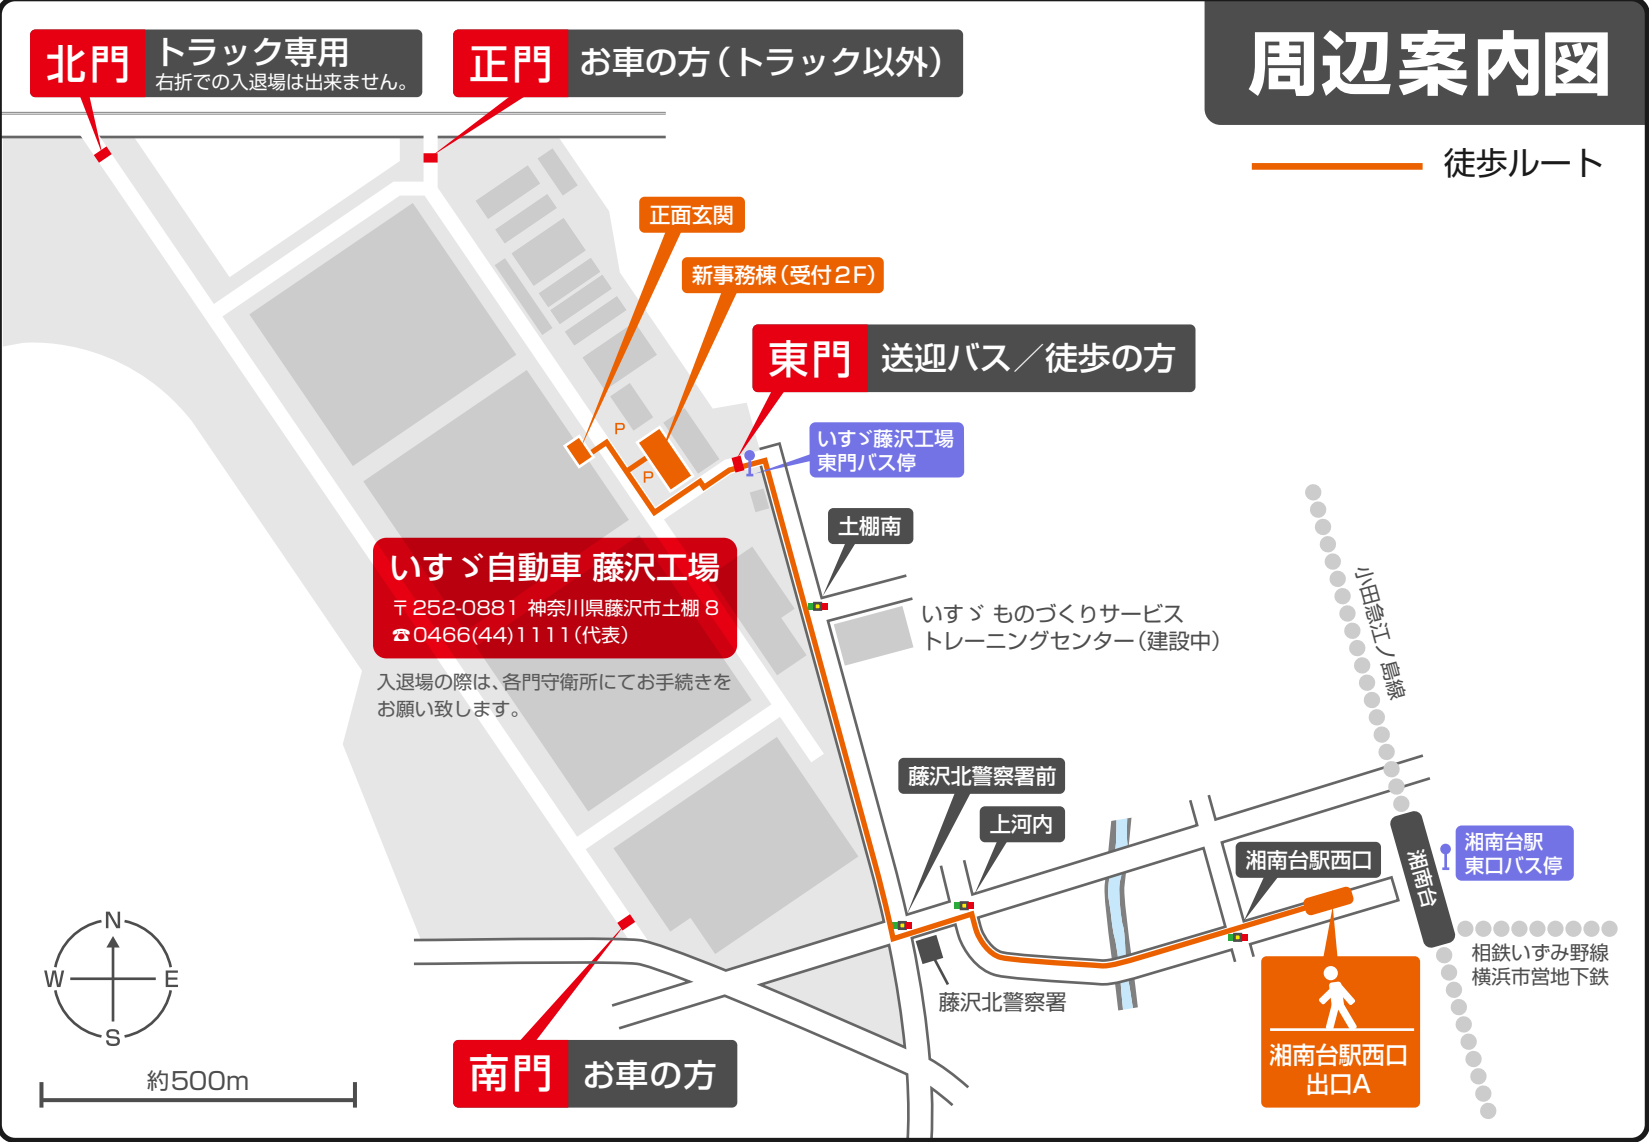 北門
トラック専用
右折での入退場は出来ません。
正門
お車の方（トラック以外）
周辺案内図
徒歩ルート
正面玄関
新事務棟（受付２F）
東門
送迎バス／徒歩の方
P
P
いすゞ藤沢工場
東門バス停
土棚南
いすゞ自動車 藤沢工場
〒252-0881 神奈川県藤沢市土棚 8
☎0466(44)1111(代表)
いすゞ ものづくりサービス
トレーニングセンター（建設中）
入退場の際は、各門守衛所にてお手続きを
お願い致します。
小田急江ノ島線
藤沢北警察署前
上河内
湘南台駅西口
湘南台
湘南台駅
東口バス停
相鉄いずみ野線
横浜市営地下鉄
藤沢北警察署
湘南台駅西口
出口A
N
W
E
S
約500m
南門
お車の方